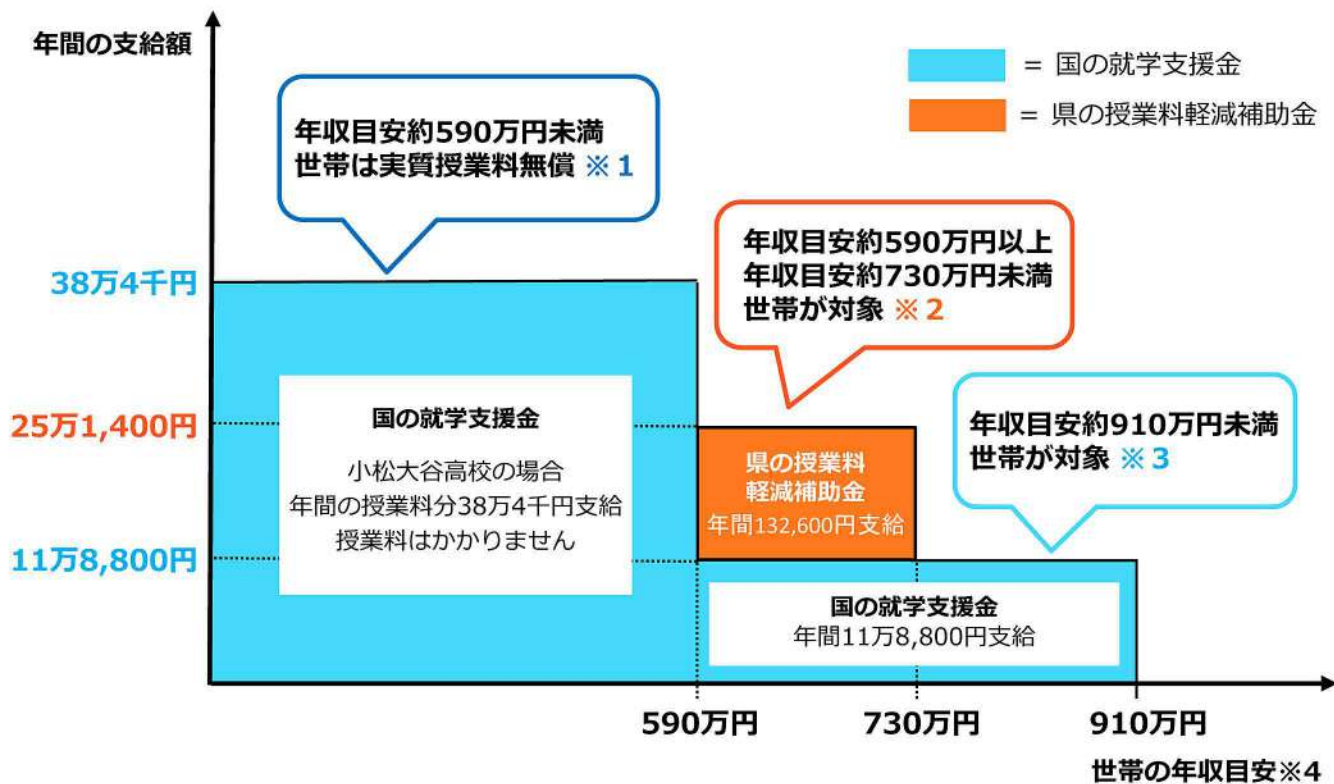 年間の支給額
= 国の就学支援金
= 県の授業料軽減補助金
年収目安約590万円未満
世帯は実質授業料無償 ※1
年収目安約590万円以上
年収目安約730万円未満
世帯が対象 ※2
年収目安約910万円未満
世帯が対象 ※3
38万4千円
25万1,400円
11万8,800円
国の就学支援金
小松大谷高校の場合
年間の授業料分38万4千円支給
授業料はかかりません
県の授業料
軽減補助金
年間132,600円支給
国の就学支援金
年間11万8,800円支給
590万円
730万円
910万円
世帯の年収目安※4